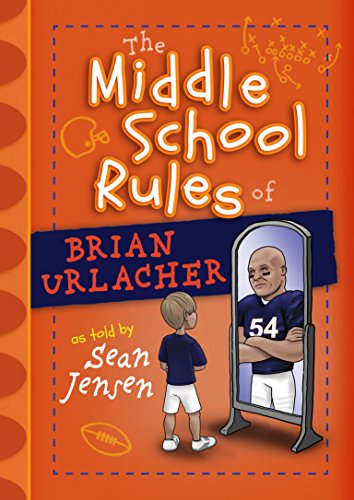 The
Middle
School
Rules of
BRIAN
URLACHER
as told by
Sean
Jensen
54